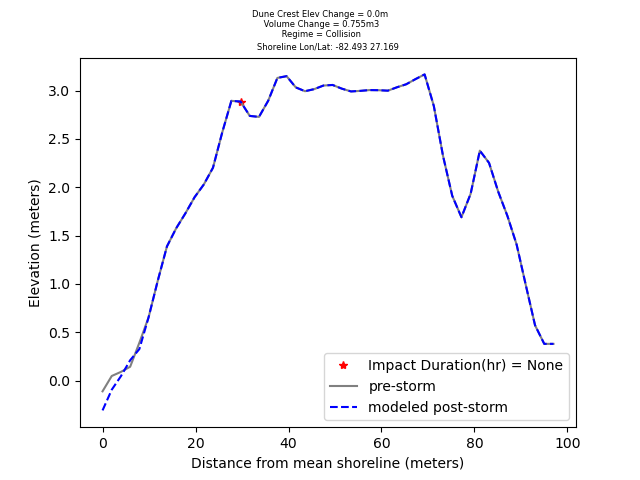 Dune Crest Elev Change = 0.0m
Volume Change = 0.755m3
Regime = Collision
Shoreline Lon/Lat: -82.493 27.169
3.0
2.5
2.0
1.5
1.0
0.5
0.0
Elevation (meters)
Impact Duration(hr) = None
pre-storm
modeled post-storm
0
20
40
60
80
100
Distance from mean shoreline (meters)